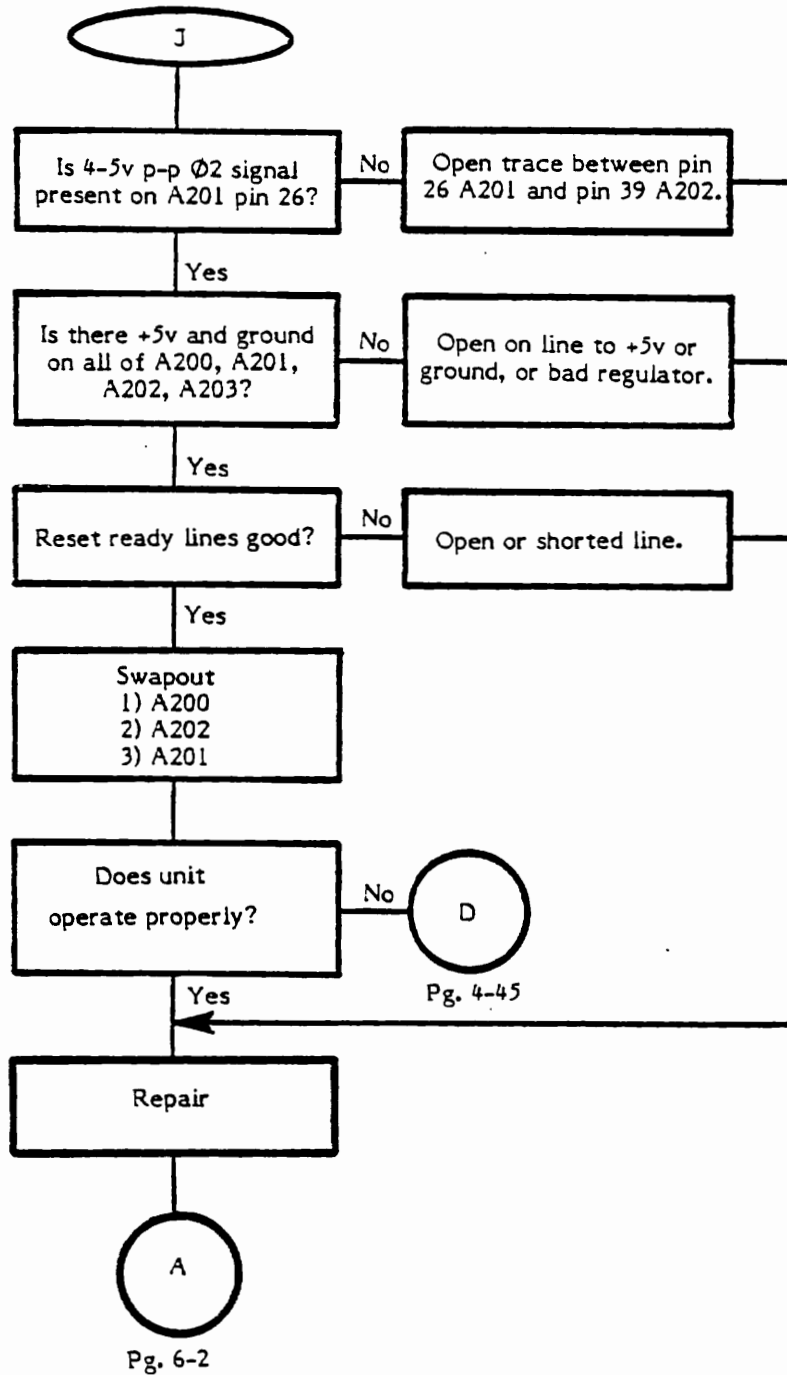 J
Is 4-5v p-p Ø2 signal
present on A201 pin 26?
No
Open trace between pin
26 A201 and pin 39 A202.
Yes
Is there +5v and ground
on all of A200, A201,
A202, A203?
No
Open on line to +5v or
ground, or bad regulator.
Yes
Reset ready lines good?
No
Open or shorted line.
Yes
Swapout
1) A200
2) A202
3) A201
Does unit
operate properly?
No
D
Pg. 4-45
Yes
Repair
A
Pg. 6-2